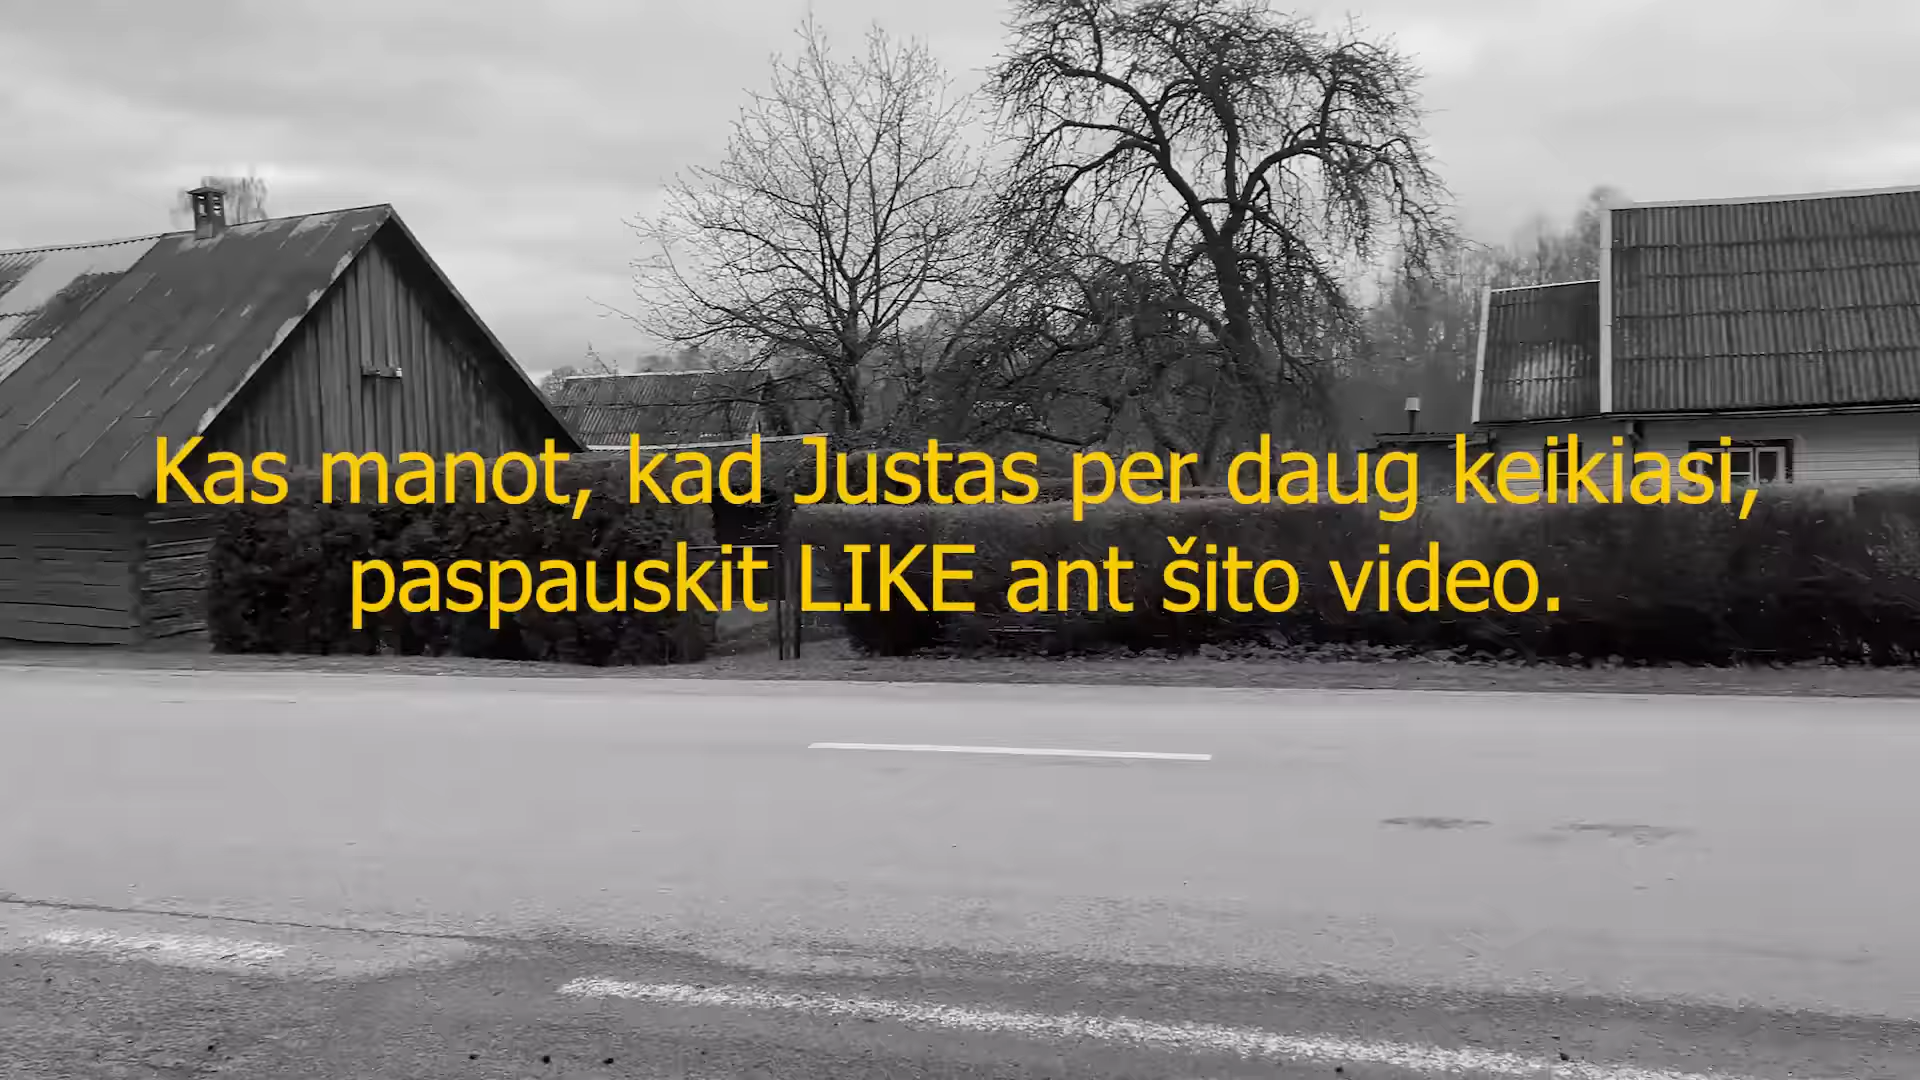 Kas manot, kad Justas per daug keikiasi,
paspauskit LIKE ant šito video.